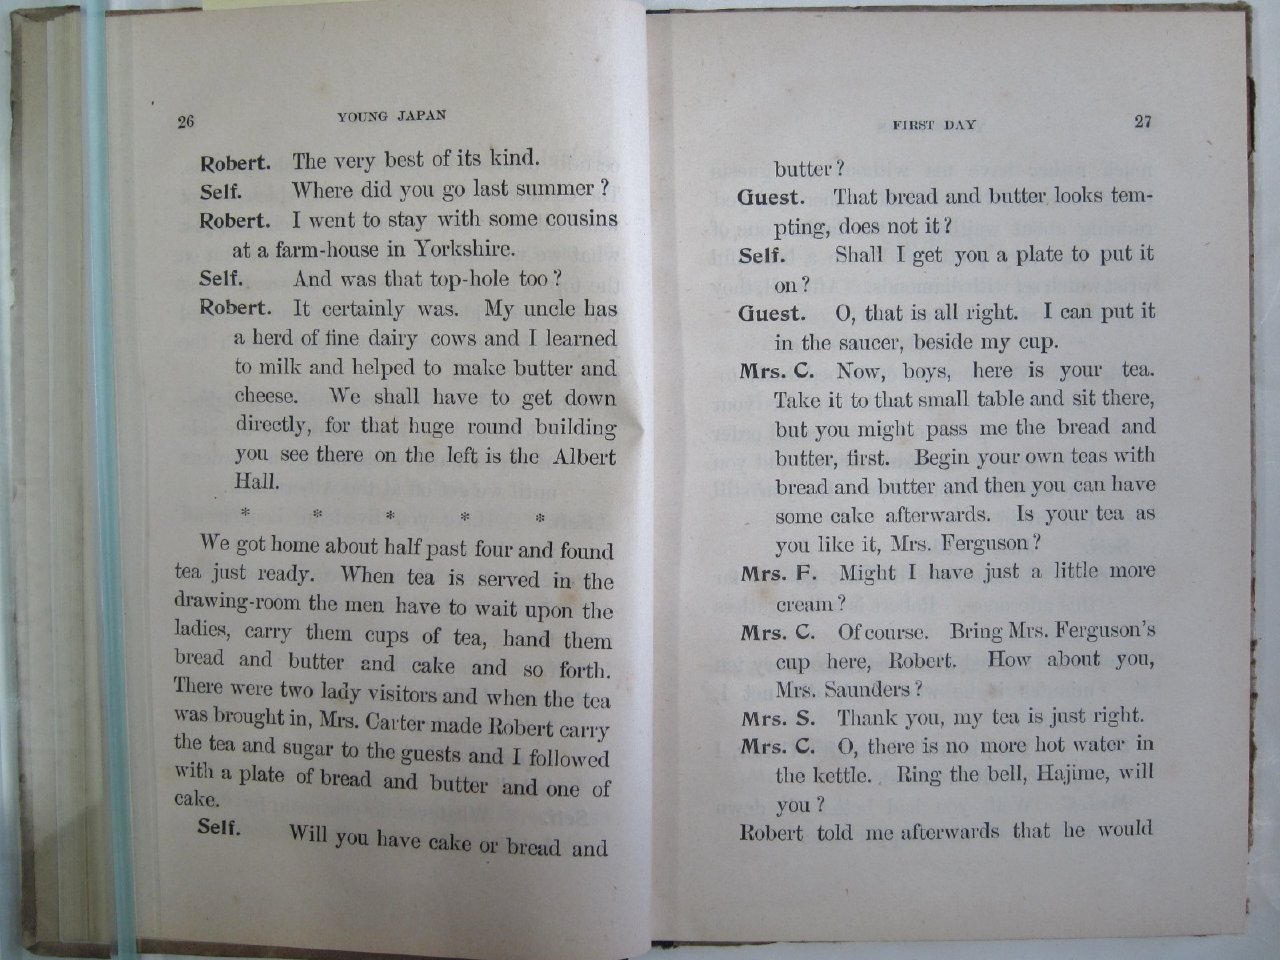 26
YOUNG JAPAN
Robert. The very best of its kind.
Self. Where did you go last summer ?
Robert. I went to stay with some cousins
at a farm-house in Yorkshire.
Self. And was that top-hole too ?
Robert. It certainly was. My uncle has
a herd of fine dairy cows and I learned
to milk and helped to make butter and
cheese. We shall have to get down
directly, for that huge round building
you see there on the left is the Albert
Hall.
* * * * *
We got home about half past four and found
tea just ready. When tea is served in the
drawing-room the men have to wait upon the
ladies, carry them cups of tea, hand them
bread and butter and cake and so forth.
There were two lady visitors and when the tea
was brought in, Mrs. Carter made Robert carry
the tea and sugar to the guests and I followed
with a plate of bread and butter and one of
cake.
Self. Will you have cake or bread and
FIRST DAY
27
butter ?
Guest. That bread and butter looks tem-
pting, does not it ?
Self. Shall I get you a plate to put it
on ?
Guest. O, that is all right. I can put it
in the saucer, beside my cup.
Mrs. C. Now, boys, here is your tea.
Take it to that small table and sit there,
but you might pass me the bread and
butter, first. Begin your own teas with
bread and butter and then you can have
some cake afterwards. Is your tea as
you like it, Mrs. Ferguson ?
Mrs. F. Might I have just a little more
cream ?
Mrs. C. Of course. Bring Mrs. Ferguson's
cup here, Robert. How about you,
Mrs. Saunders ?
Mrs. S. Thank you, my tea is just right.
Mrs. C. O, there is no more hot water in
the kettle. Ring the bell, Hajime, will
you ?
Robert told me afterwards that he would